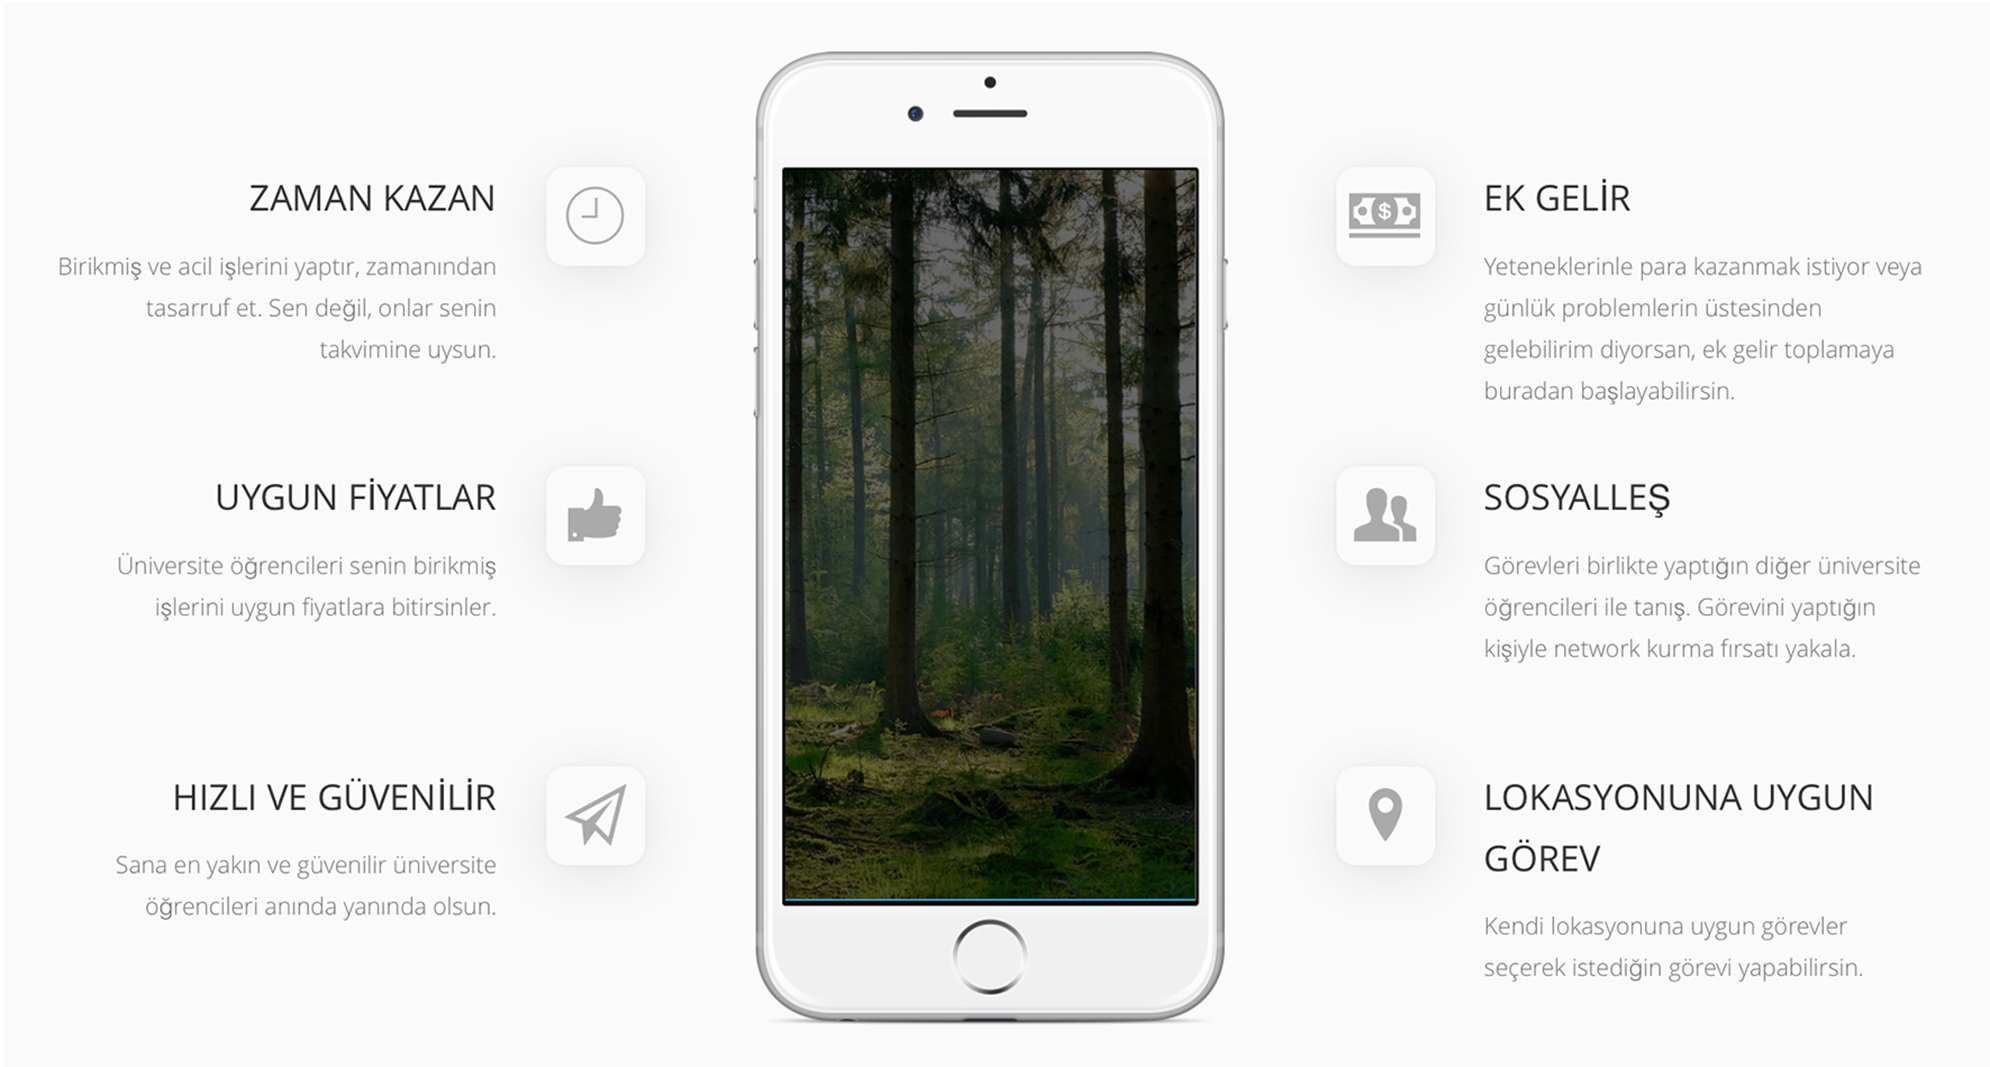 ZAMAN KAZAN
Birikmiş ve acil işlerini yaptır, zamanından
tasarruf et. Sen değil, onlar senin
takvimine uysun.
UYGUN FİYATLAR
Üniversite öğrencileri senin birikmiş
işlerini uygun fiyatlara bitirsinler.
HIZLI VE GÜVENİLİR
Sana en yakın ve güvenilir üniversite
öğrencileri anında yanında olsun.
EK GELİR
Yeteneklerinle para kazanmak istiyor veya
günlük problemlerin üstesinden
gelebilirim diyorsan, ek gelir toplamaya
buradan başlayabilirsin.
SOSYALLEŞ
Görevleri birlikte yaptığın diğer üniversite
öğrencileri ile tanış. Görevini yaptığın
kişiyle network kurma fırsatı yakala.
LOKASYONUNA UYGUN
GÖREV
Kendi lokasyonuna uygun görevler
seçerek istediğin görevi yapabilirsin.